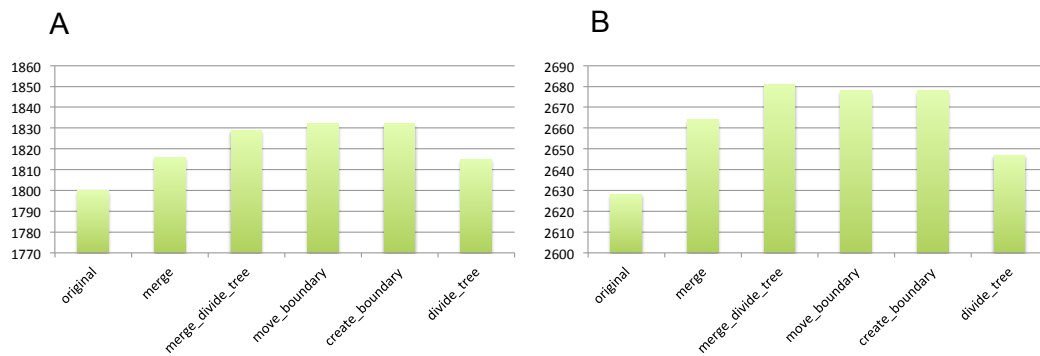 A
1860
1850
1840
1830
1820
1810
1800
1790
1780
1770
original
merge
merge_divide_tree
move_boundary
create_boundary
divide_tree
B
2690
2680
2670
2660
2650
2640
2630
2620
2610
2600
original
merge
merge_divide_tree
move_boundary
create_boundary
divide_tree